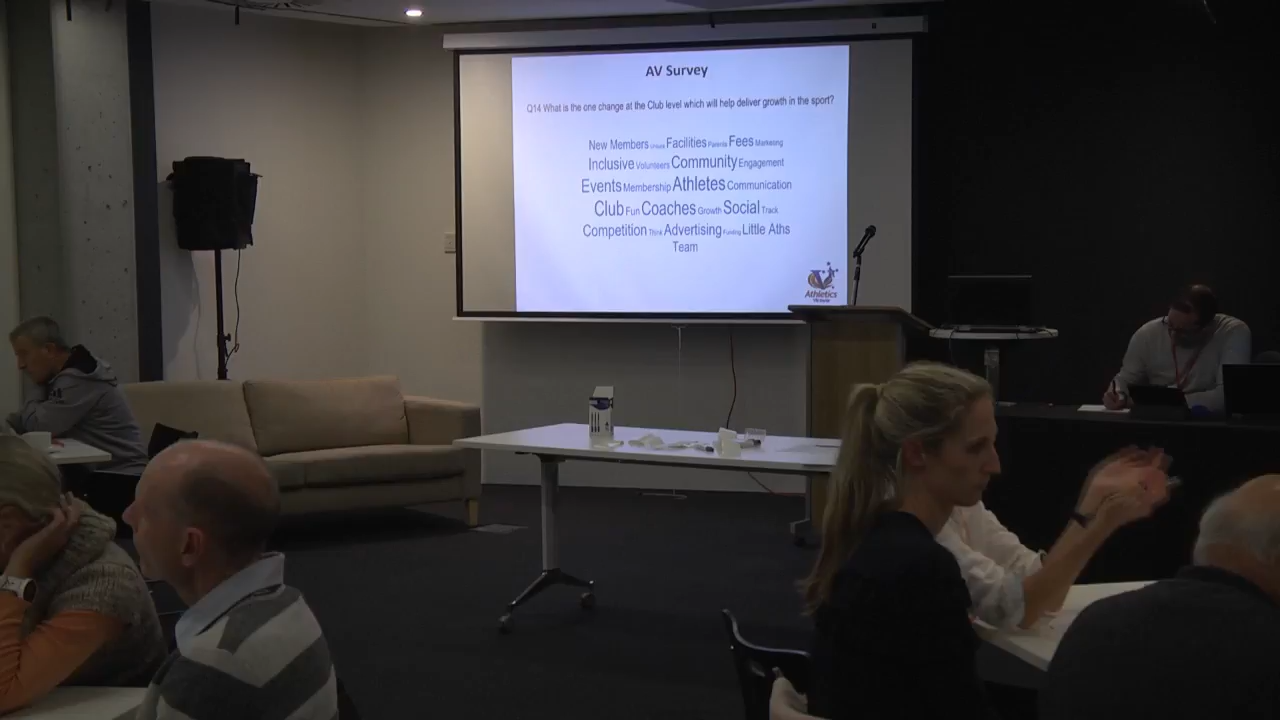 AV Survey
Q14 What is the one change at the Club level which will help deliver growth in the sport?
New Members Facilities Parents Fees Marketing
Inclusive Volunteers Community Engagement
Events Membership Athletes Communication
Club Fun Coaches Growth Social Track
Competition Think Advertising Funding Little Aths
Team
Athletics